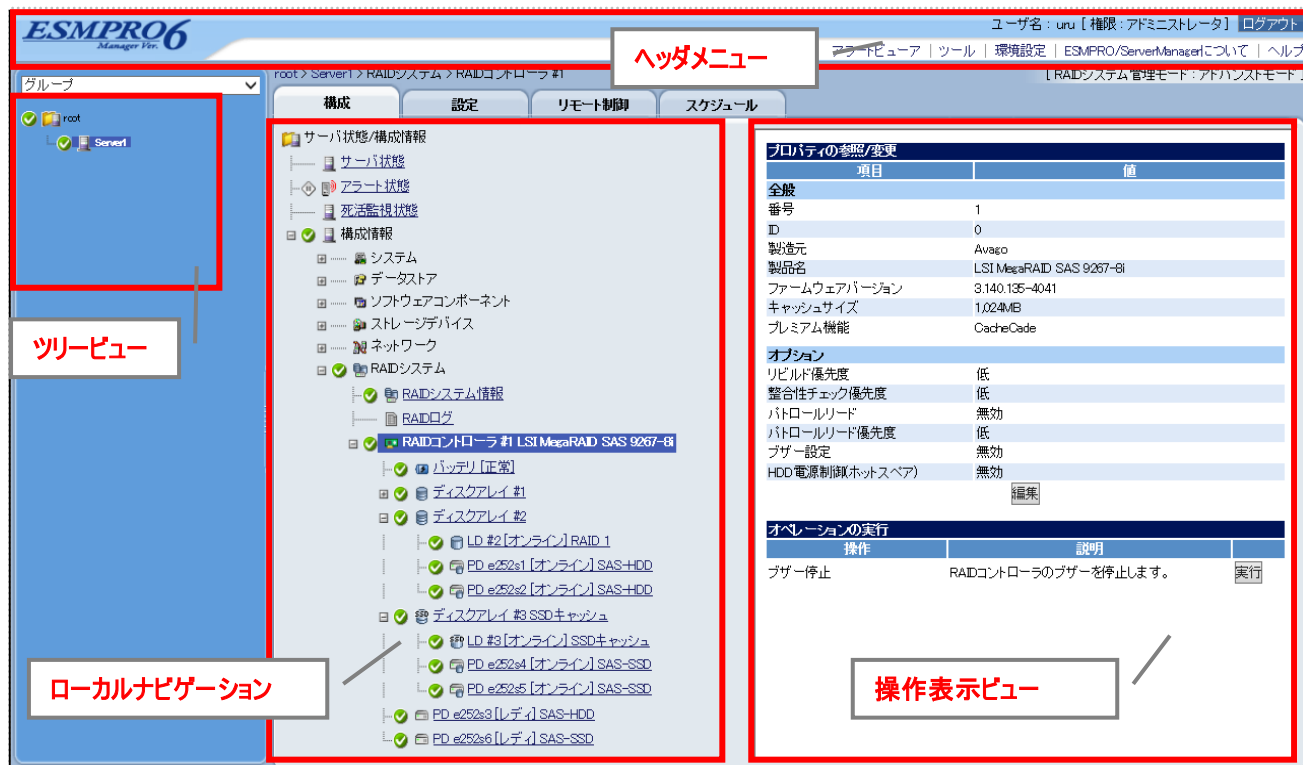 ESMPRO6
Manager Ver.
ユーザ名 : uru [ 権限 : アドミニストレータ ] ログアウト
アラートビューア | ツール | 環境設定 | ESMPRO/ServerManagerについて | ヘルプ
ヘッダメニュー
グループ
root > Server1 > RAIDシステム > RAIDコントローラ #1
[ RAIDシステム管理モード : アドバンストモード ]
構成 設定 リモート制御 スケジュール
root
Server1
ツリービュー
サーバ状態/構成情報
サーバ状態
アラート状態
死活監視状態
構成情報
システム
データストア
ソフトウェアコンポーネント
ストレージデバイス
ネットワーク
RAIDシステム
RAIDシステム情報
RAIDログ
RAIDコントローラ #1 LSI MegaRAID SAS 9267-8i
バッテリ [正常]
ディスクアレイ #1
ディスクアレイ #2
LD #2 [オンライン] RAID 1
PD e252s1 [オンライン] SAS-HDD
PD e252s2 [オンライン] SAS-HDD
ディスクアレイ #3 SSDキャッシュ
LD #3 [オンライン] SSDキャッシュ
PD e252s4 [オンライン] SAS-SSD
PD e252s5 [オンライン] SAS-SSD
PD e252s3 [レディ] SAS-HDD
PD e252s6 [レディ] SAS-SSD
ローカルナビゲーション
プロパティの参照/変更
項目 値
全般
番号 1
ID 0
製造元 Avago
製品名 LSI MegaRAID SAS 9267-8i
ファームウェアバージョン 3.140.135-4041
キャッシュサイズ 1,024MB
プレミアム機能 CacheCade
オプション
リビルド優先度 低
整合性チェック優先度 低
パトロールリード 無効
パトロールリード優先度 低
ブザー設定 無効
HDD電源制御(ホットスペア) 無効
編集
オペレーションの実行
操作 説明
ブザー停止 RAIDコントローラのブザーを停止します。 実行
操作表示ビュー